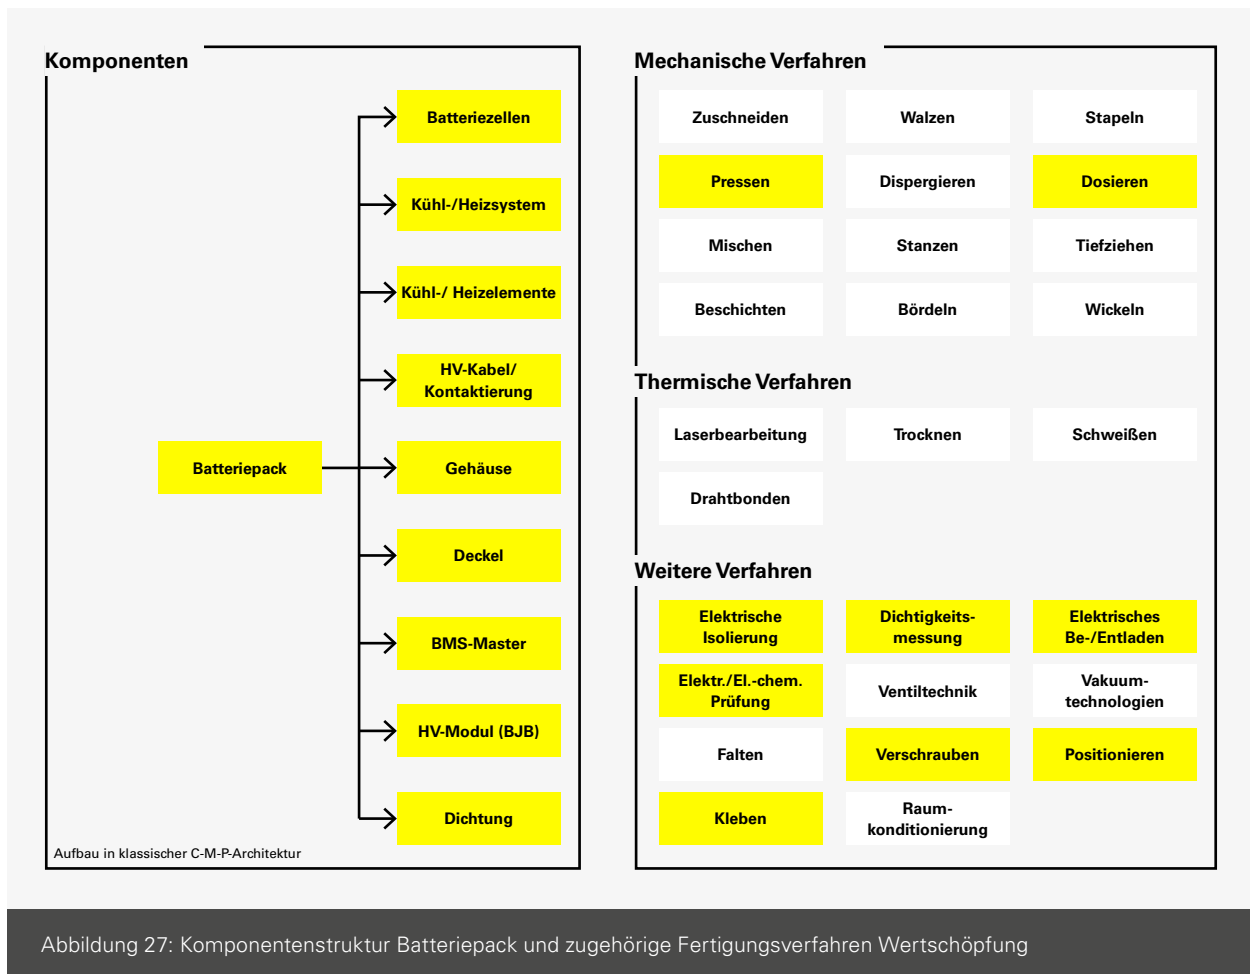 Komponenten
Batteriezellen
Kühl-/Heizsystem
Kühl-/ Heizelemente
HV-Kabel/
Kontaktierung
Batteriepack
Gehäuse
Deckel
BMS-Master
HV-Modul (BJB)
Dichtung
Aufbau in klassischer C-M-P-Architektur
Mechanische Verfahren
Zuschneiden
Walzen
Stapeln
Pressen
Dispergieren
Dosieren
Mischen
Stanzen
Tiefziehen
Beschichten
Bördeln
Wickeln
Thermische Verfahren
Laserbearbeitung
Trocknen
Schweißen
Drahtbonden
Weitere Verfahren
Elektrische
Isolierung
Dichtigkeits-
messung
Elektrisches
Be-/Entladen
Elektr./El.-chem.
Prüfung
Ventiltechnik
Vakuum-
technologien
Falten
Verschrauben
Positionieren
Kleben
Raum-
konditionierung
Abbildung 27: Komponentenstruktur Batteriepack und zugehörige Fertigungsverfahren Wertschöpfung